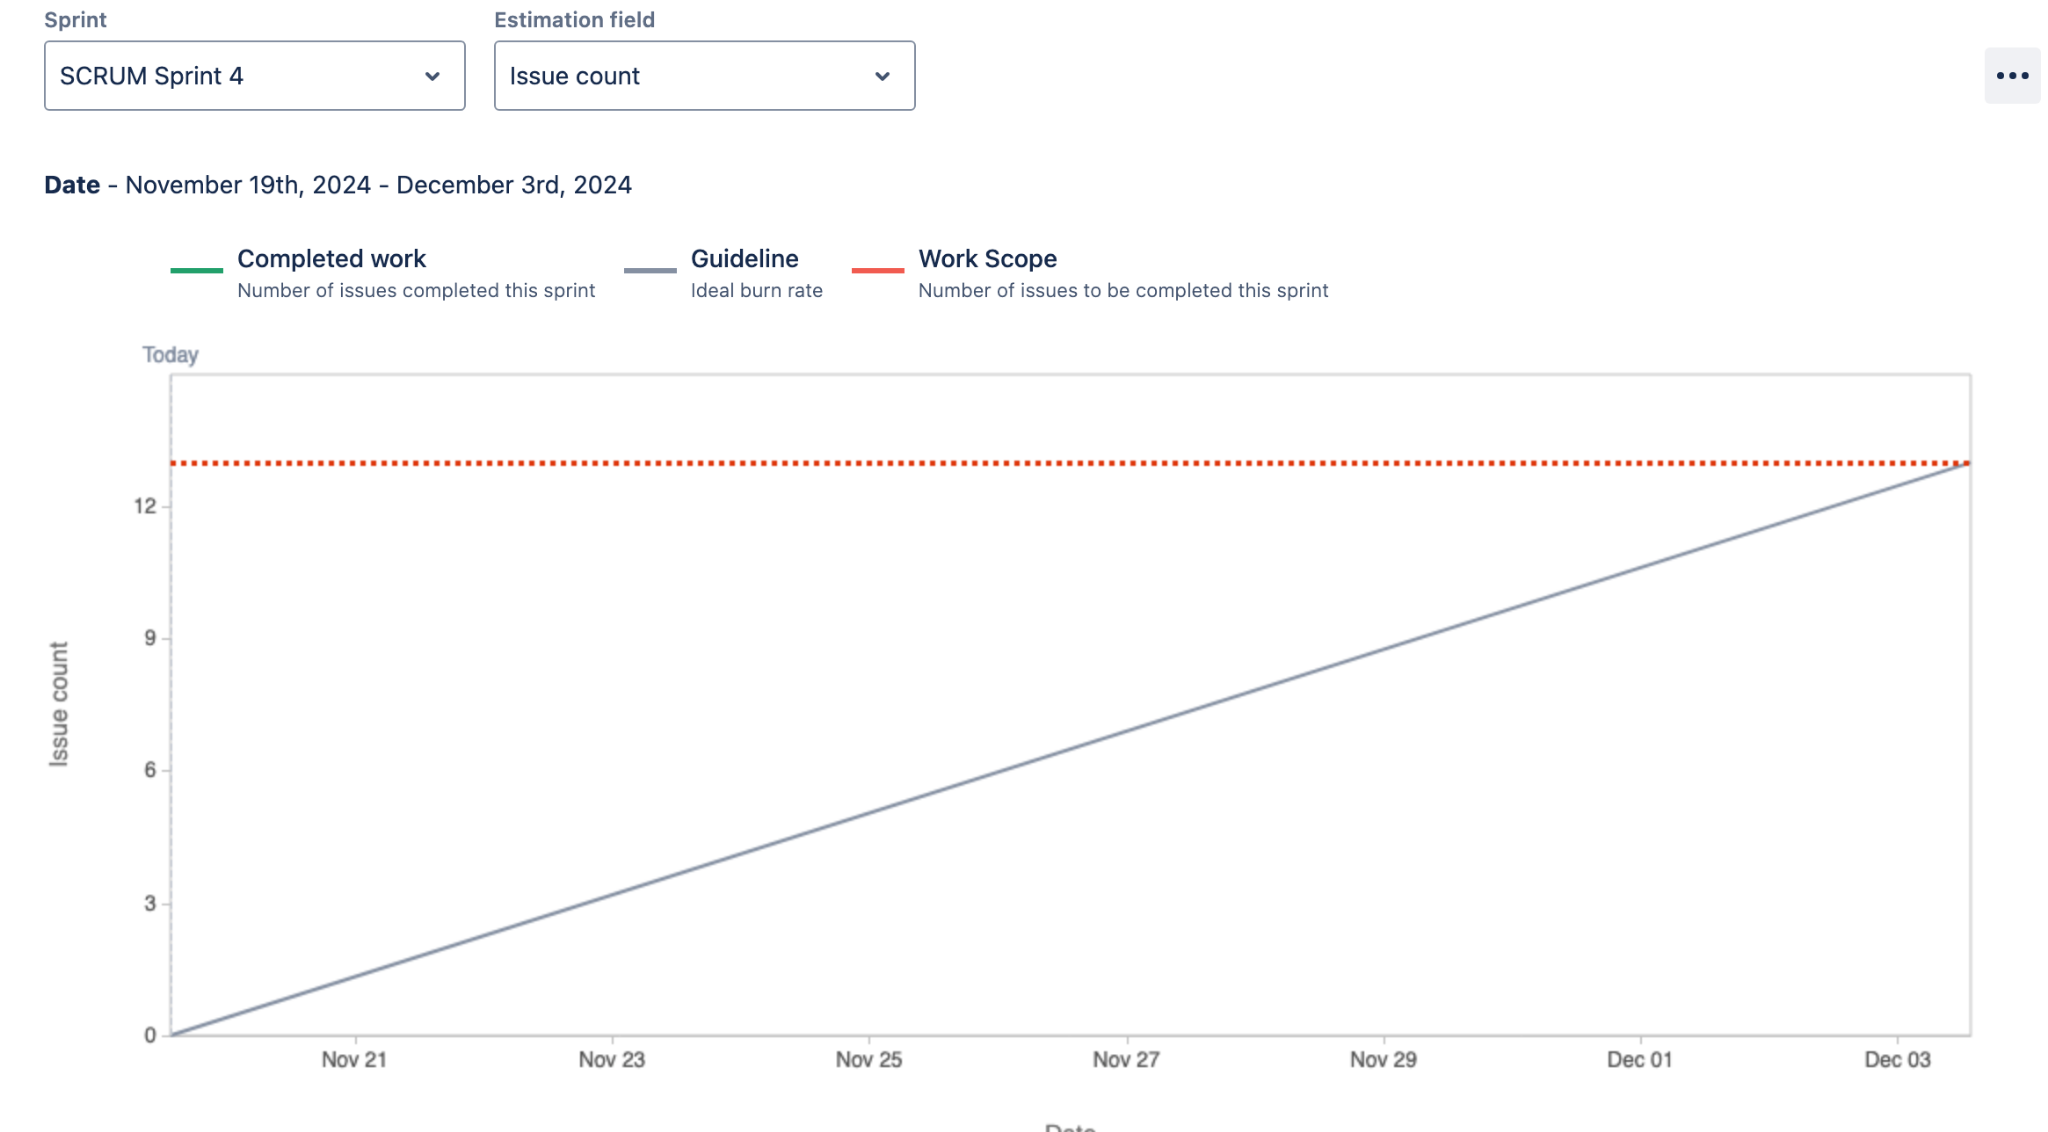 Sprint
Estimation field
SCRUM Sprint 4
Issue count
Date - November 19th, 2024 - December 3rd, 2024
Completed work
Number of issues completed this sprint
Guideline
Ideal burn rate
Work Scope
Number of issues to be completed this sprint
Today
12
9
6
3
0
Issue count
Nov 21
Nov 23
Nov 25
Nov 27
Nov 29
Dec 01
Dec 03
Date